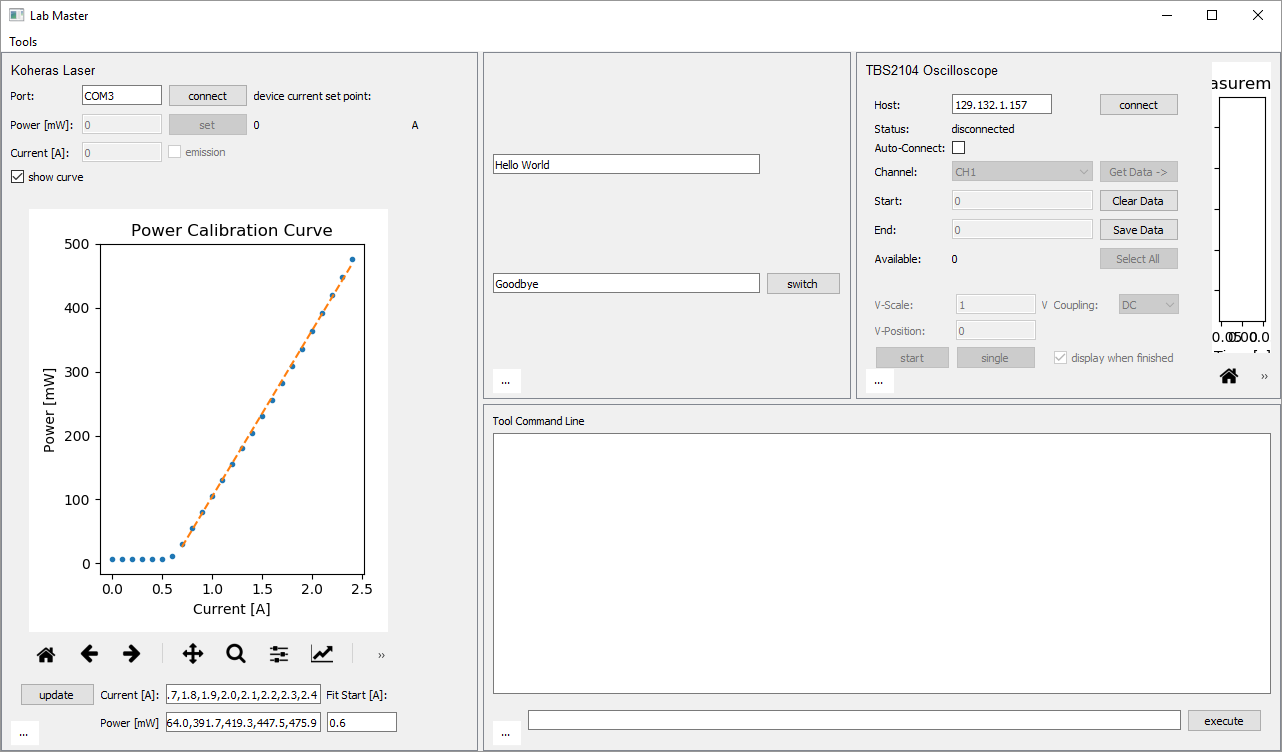 Lab Master
Tools
Koheras Laser
Port: COM3 connect device current set point:
Power [mW]: 0 set 0 A
Current [A]: 0 emission
show curve
Power Calibration Curve
500
400
300
200
100
0
Power [mW]
0.0 0.5 1.0 1.5 2.0 2.5
Current [A]
»
update Current [A]: .7,1.8,1.9,2.0,2.1,2.2,2.3,2.4 Fit Start [A]:
Power [mW] 64.0,391.7,419.3,447.5,475.9 0.6
...
Hello World
Goodbye switch
...
TBS2104 Oscilloscope
Host: 129.132.1.157 connect
Status: disconnected
Auto-Connect:
Channel: CH1 Get Data ->
Start: 0 Clear Data
End: 0 Save Data
Available: 0 Select All
V-Scale: 1 V Coupling: DC
V-Position: 0
start single display when finished
...
asurem
»
Tool Command Line
... execute